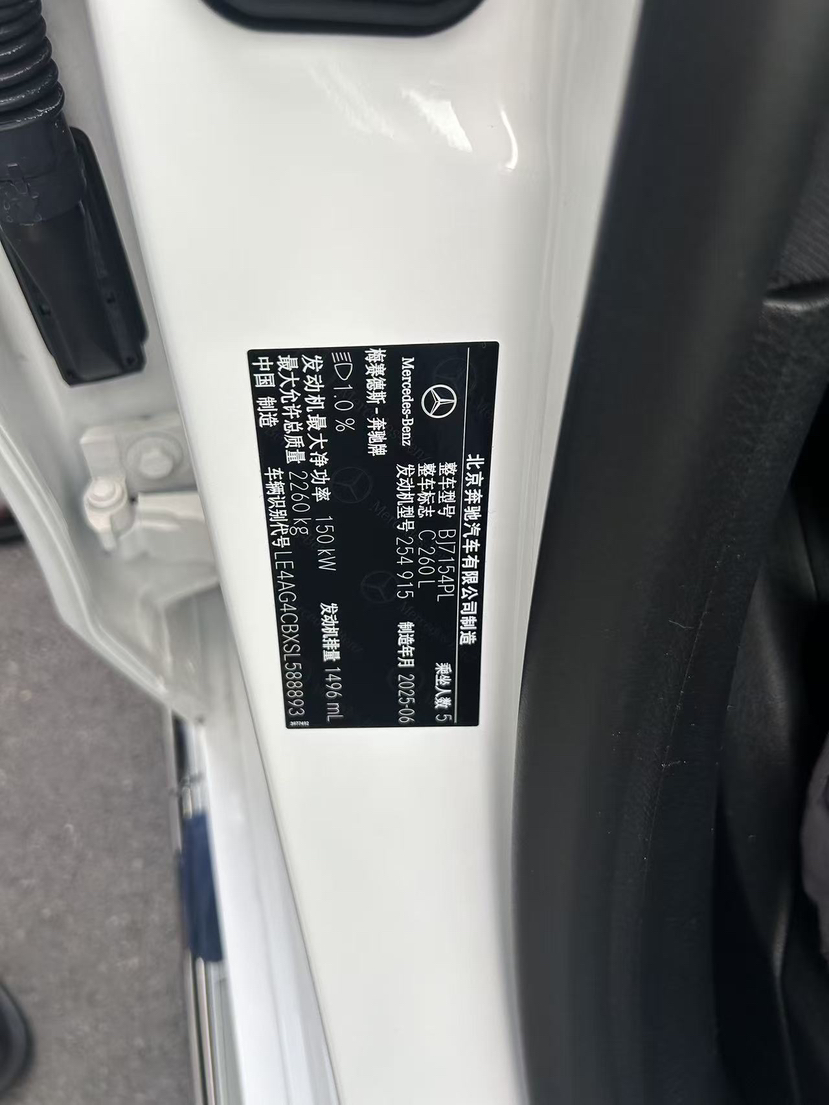 北京奔驰汽车有限公司制造
整车型号 BJ7154PL 乘坐人数 5
整车标志 C 260 L
Mercedes-Benz 发动机型号 254 915 制造年月 2025-06
梅赛德斯-奔驰牌
1.0 % 发动机排量 1496 mL
发动机最大净功率 150 kW
最大允许总质量 2260 kg
中国 制造 车辆识别代号 LE4AG4CBXSL588893